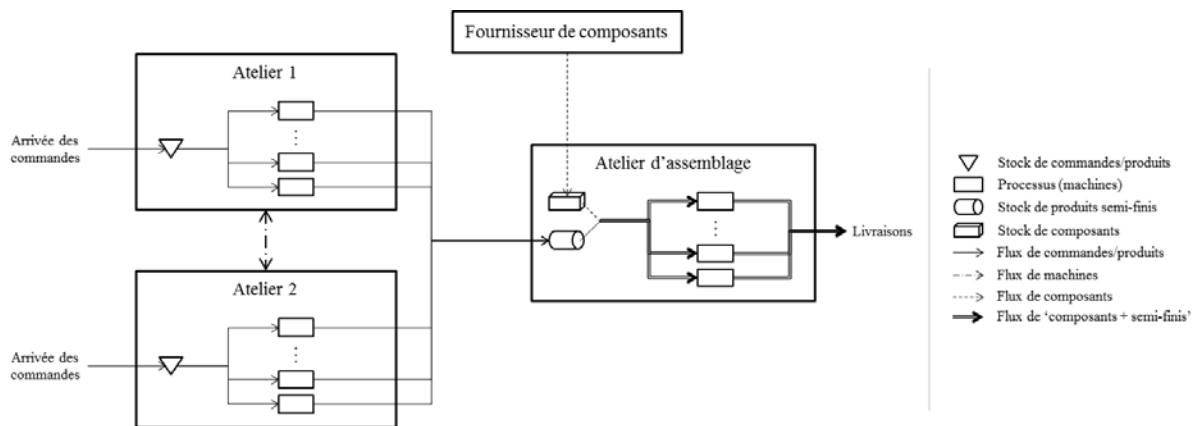 Fournisseur de composants
Atelier 1
Arrivée des
commandes
Atelier d'assemblage
Livraisons
Atelier 2
Arrivée des
commandes
Stock de commandes/produits
Processus (machines)
Stock de produits semi-finis
Stock de composants
Flux de commandes/produits
Flux de machines
Flux de composants
Flux de 'composants + semi-finis'